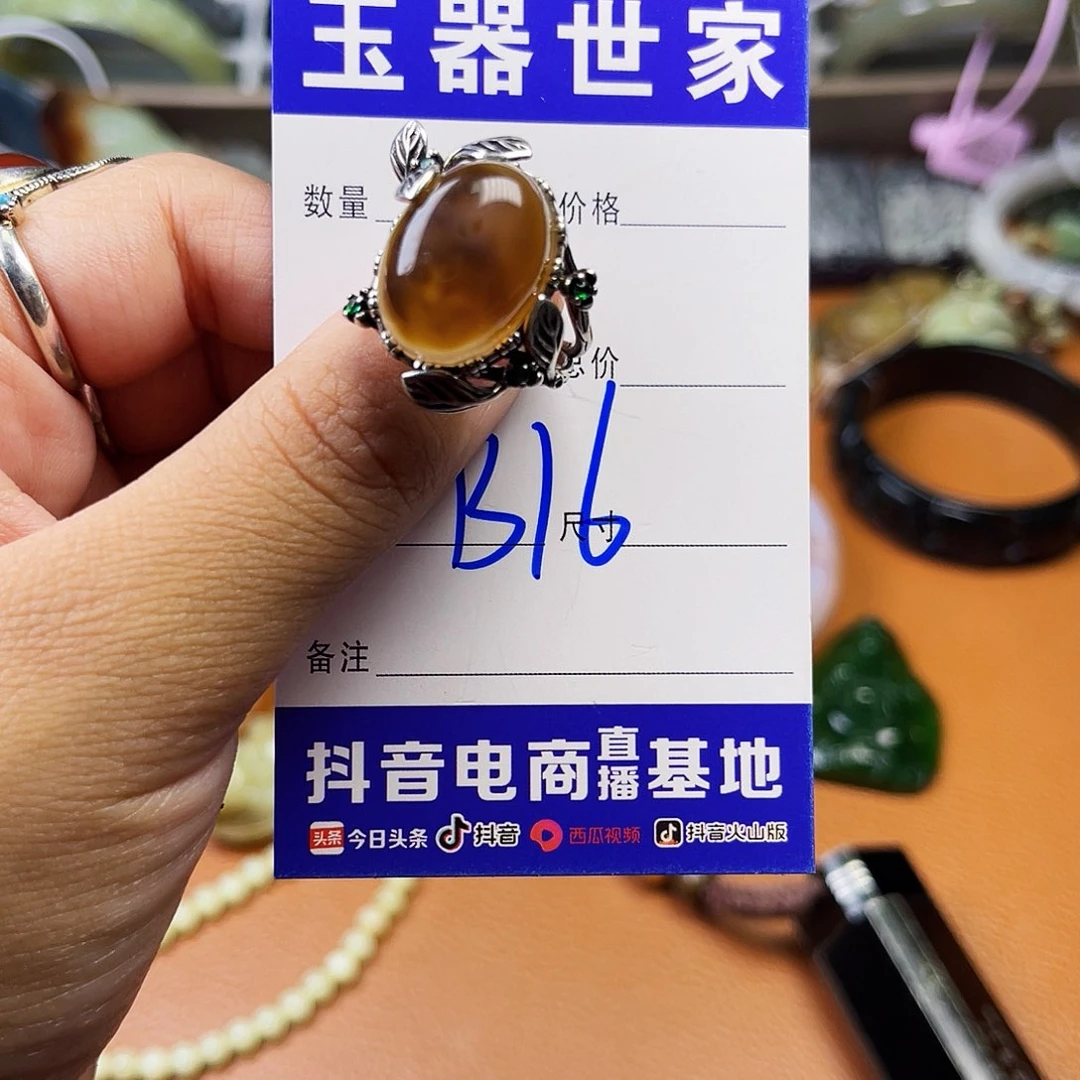 玉器世家
数量 价格
总价
B16
尺寸
备注
抖音电商直播基地
头条 今日头条 抖音 西瓜视频 抖音火山版